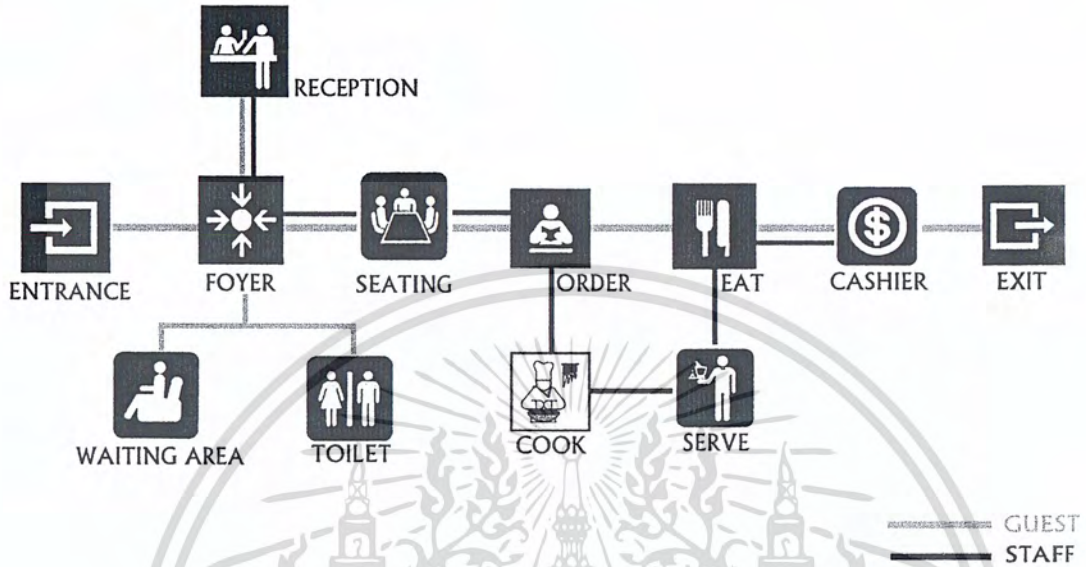 RECEPTION
ENTRANCE
FOYER
SEATING
ORDER
EAT
CASHIER
EXIT
WAITING AREA
TOILET
COOK
SERVE
GUEST
STAFF